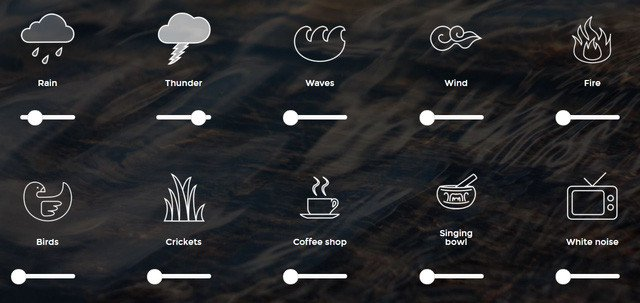 Rain
Thunder
Waves
Wind
Fire
Birds
Crickets
Coffee shop
Singing
bowl
White noise